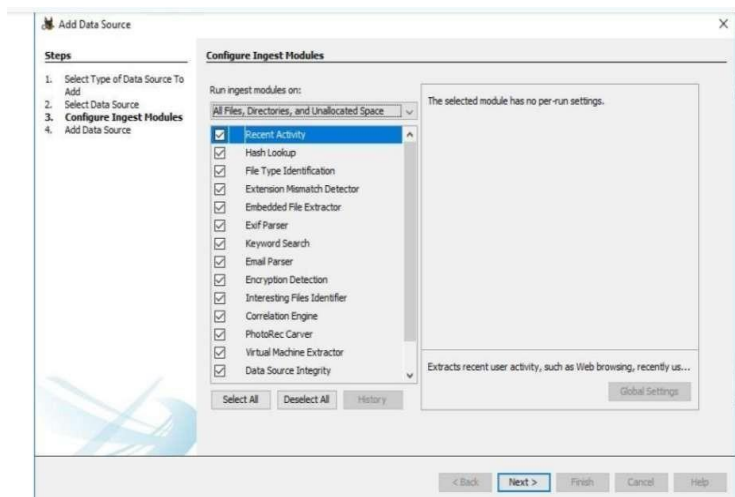 Add Data Source
Steps
1. Select Type of Data Source To
Add
2. Select Data Source
3. Configure Ingest Modules
4. Add Data Source
Configure Ingest Modules
Run ingest modules on:
All Files, Directories, and Unallocated Space
Recent Activity
Hash Lookup
File Type Identification
Extension Mismatch Detector
Embedded File Extractor
Exif Parser
Keyword Search
Email Parser
Encryption Detection
Interesting Files Identifier
Correlation Engine
PhotoRec Carver
Virtual Machine Extractor
Data Source Integrity
Select All Deselect All History
The selected module has no per-run settings.
Extracts recent user activity, such as Web browsing, recently us...
Global Settings
< Back Next > Finish Cancel Help